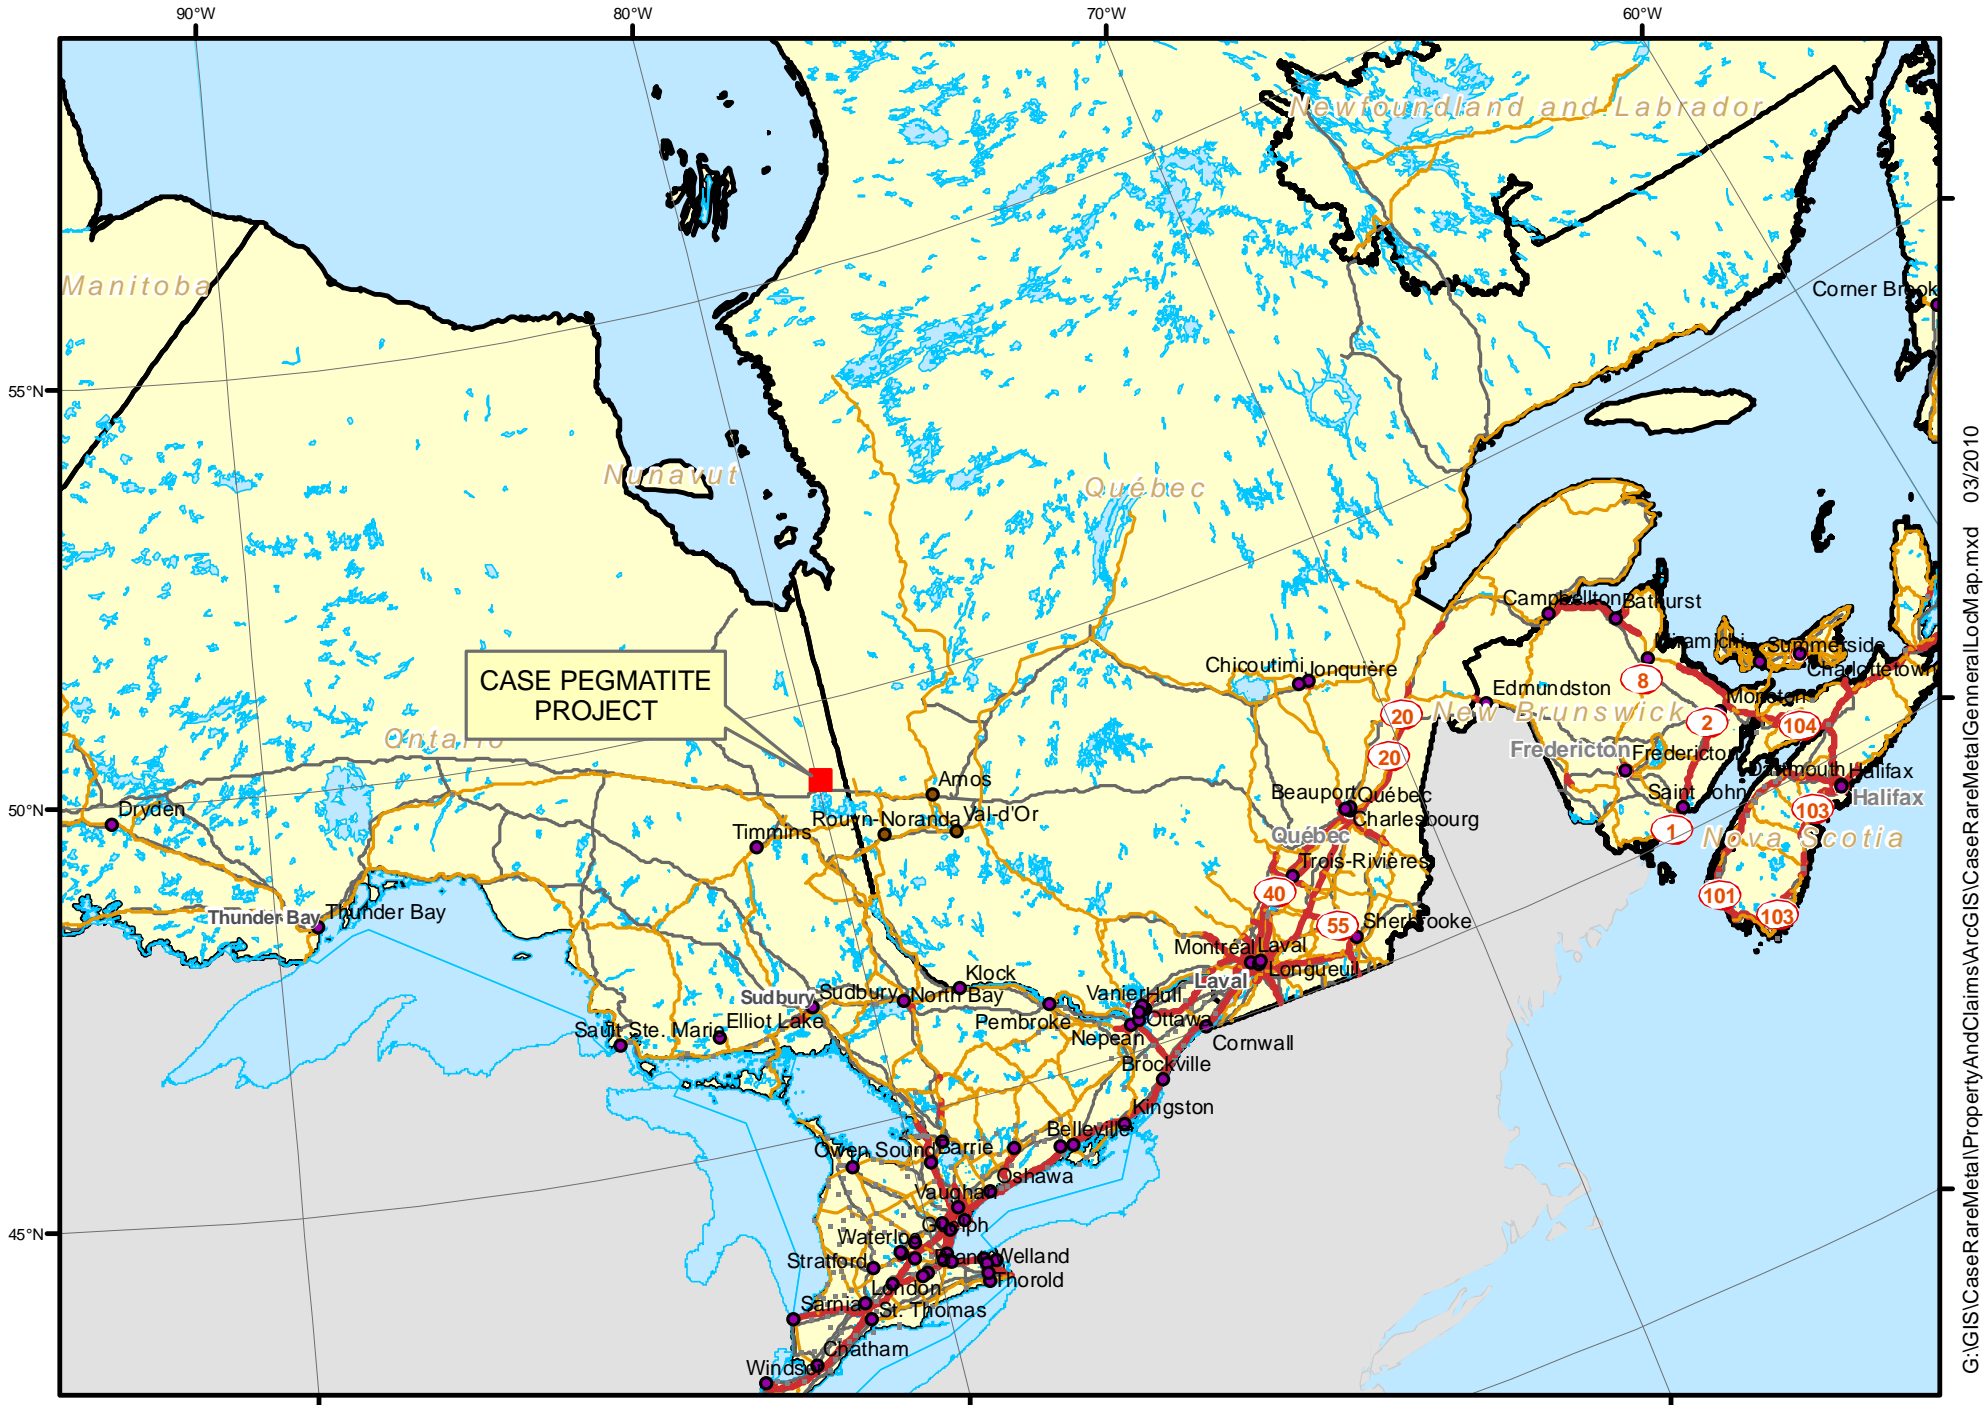 90°W
80°W
70°W
60°W
55°N
50°N
45°N
Newfoundland and Labrador
Manitoba
Corner Brook
Nunavut
Québec
CASE PEGMATITE
PROJECT
Ontario
Campbellton
Bathurst
Miramichi
Summerside
Charlottetown
Chicoutimi
Jonquière
8
Edmundston
Moncton
New Brunswick
20
2
104
20
Fredericton
Fredericton
Dartmouth
Halifax
Halifax
Amos
Beauport
Québec
Saint John
103
Dryden
Timmins
Rouyn-Noranda
Val-d'Or
Charlesbourg
Québec
1
Nova Scotia
Trois-Rivières
40
101
103
Thunder Bay
Thunder Bay
55
Sherbrooke
Montréal
Laval
Longueuil
Laval
Klock
Sudbury
Sudbury
North Bay
Vanier
Hull
Elliot Lake
Sault Ste. Marie
Pembroke
Ottawa
Nepean
Cornwall
Brockville
Kingston
Belleville
Owen Sound
Barrie
Oshawa
Vaughan
Guelph
Waterloo
Stratford
Welland
Thorold
London
Sarnia
St. Thomas
Chatham
Windsor
G:\GIS\CaseRareMetal\PropertyAndClaimsArcGIS\CaseRareMetalGeneralLocMap.mxd 03/2010